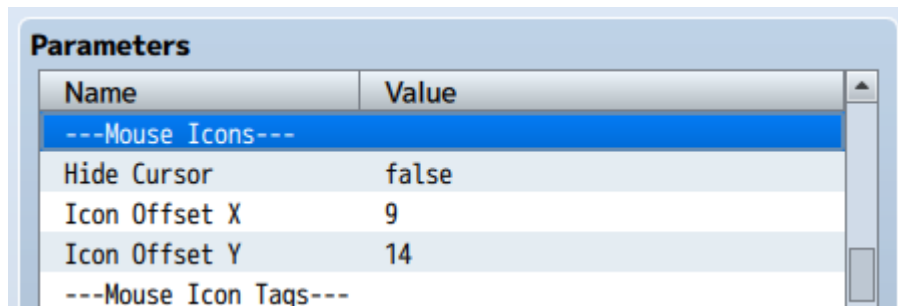 Parameters
Name Value
---Mouse Icons---
Hide Cursor false
Icon Offset X 9
Icon Offset Y 14
---Mouse Icon Tags---